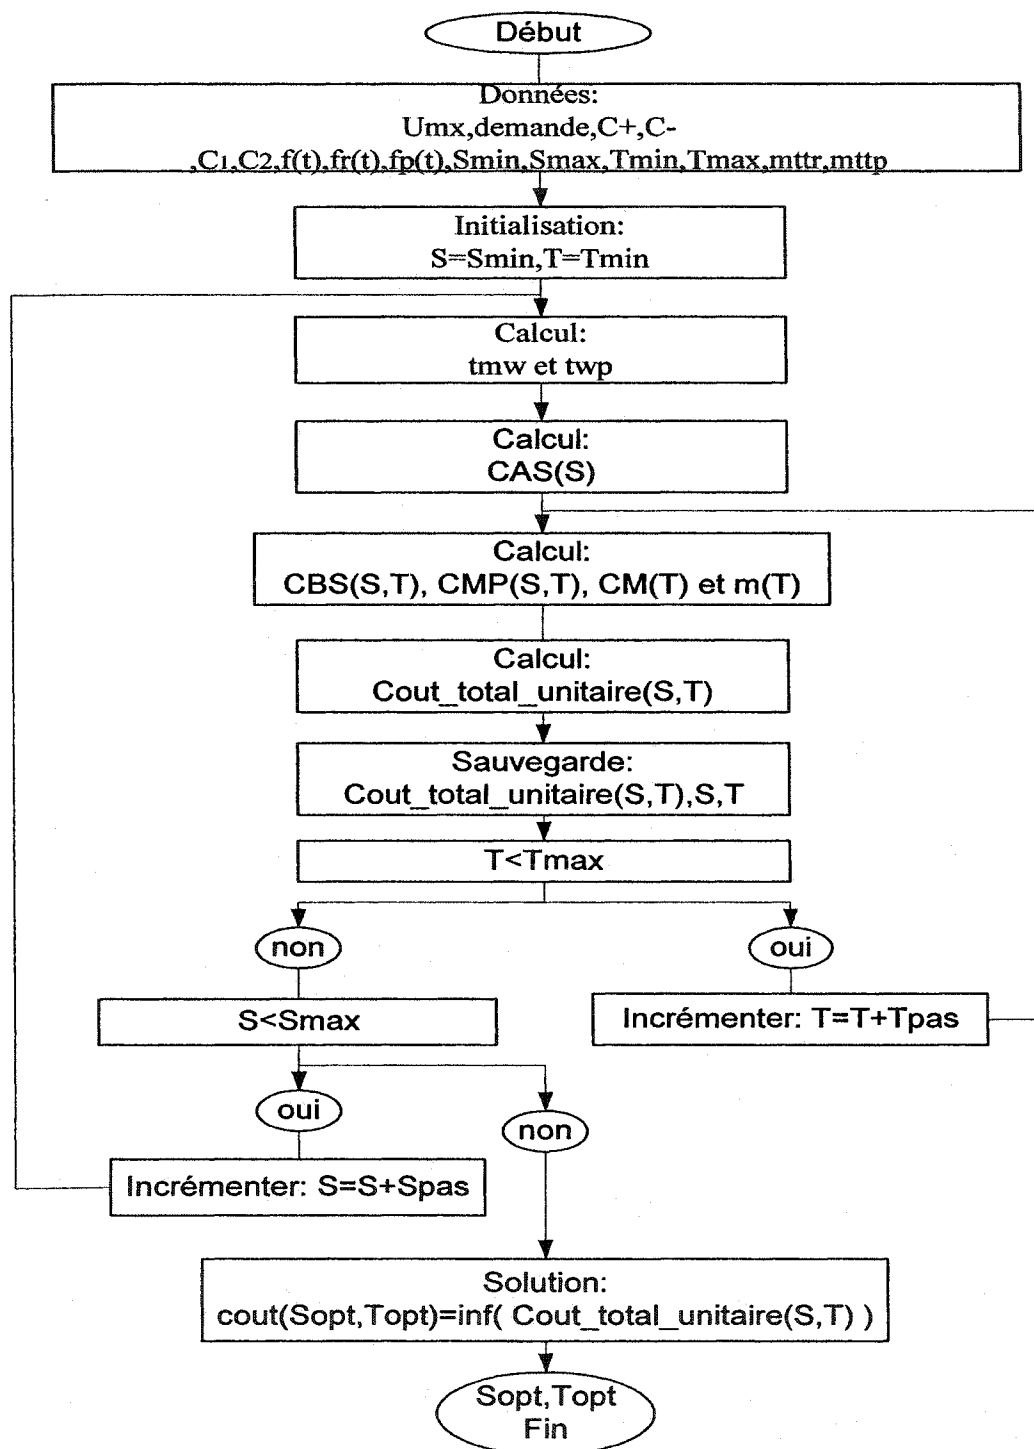 Début
Données:
Umx,demande,C+,C-
,C1,C2,f(t),fr(t),fp(t),Smin,Smax,Tmin,Tmax,mttr,mttp
Initialisation:
S=Smin,T=Tmin
Calcul:
tmw et twp
Calcul:
CAS(S)
Calcul:
CBS(S,T), CMP(S,T), CM(T) et m(T)
Calcul:
Cout_total_unitaire(S,T)
Sauvegarde:
Cout_total_unitaire(S,T),S,T
T<Tmax
non
oui
S<Smax
Incrémenter: T=T+Tpas
oui
non
Incrémenter: S=S+Spas
Solution:
cout(Sopt,Topt)=inf( Cout_total_unitaire(S,T) )
Sopt,Topt
Fin